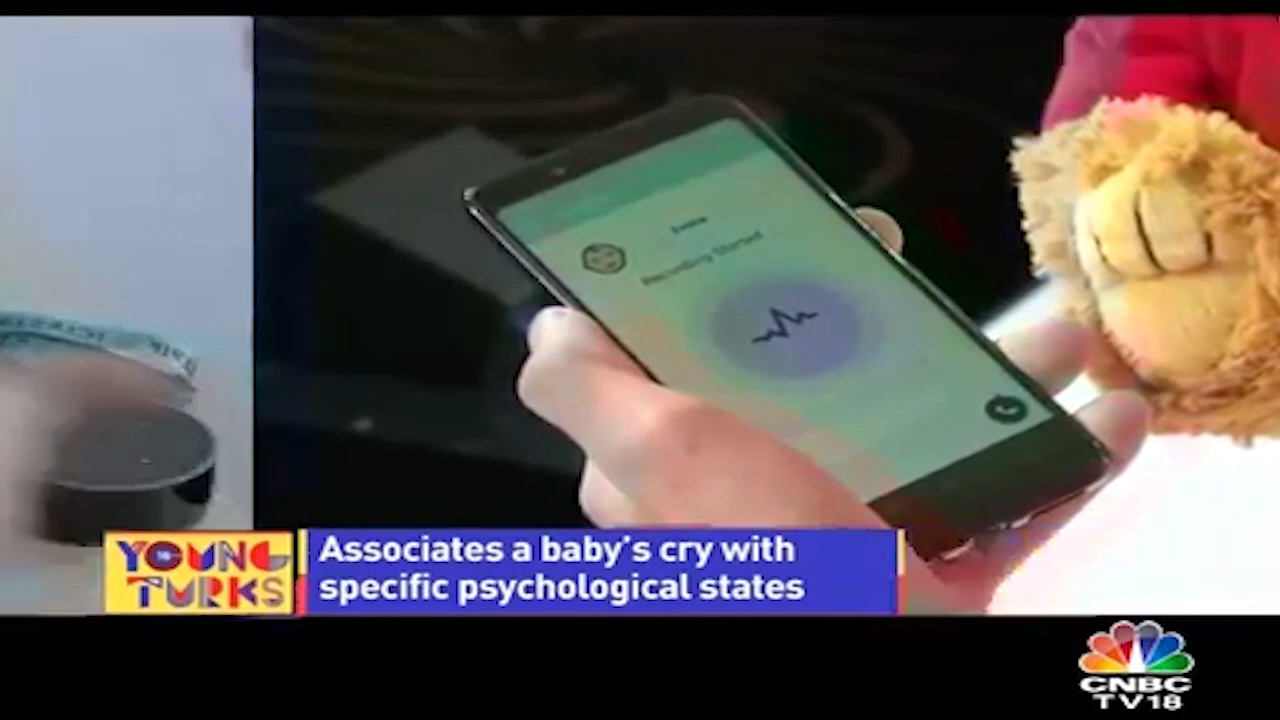 Recording Started
YOUNG
TURKS
Associates a baby's cry with
specific psychological states
CNBC
TV18